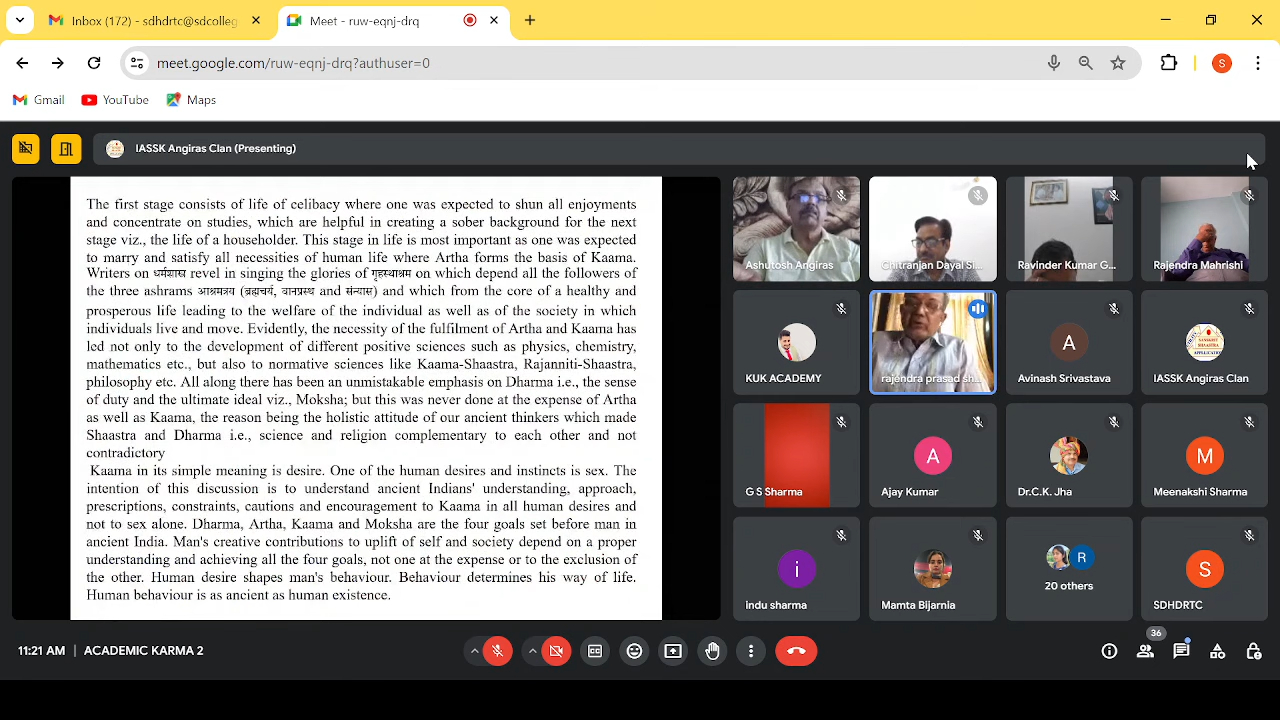 Inbox (172) - sdhdrtc@sdcolleg
Meet - ruw-eqnj-drq
meet.google.com/ruw-eqnj-drq?authuser=0
S
Gmail
YouTube
Maps
IASSK Angiras Clan (Presenting)
The first stage consists of life of celibacy where one was expected to shun all enjoyments
and concentrate on studies, which are helpful in creating a sober background for the next
stage viz., the life of a householder. This stage in life is most important as one was expected
to marry and satisfy all necessities of human life where Artha forms the basis of Kaama.
Writers on धर्मशास्त्र revel in singing the glories of गृहस्थाश्रम on which depend all the followers of
the three ashrama आश्रमत्रय (ब्रह्मचर्य, वानप्रस्थ and संन्यास) and which from the core of a healthy and
prosperous life leading to the welfare of the individual as well as of the society in which
individuals live and move. Evidently, the necessity of the fulfilment of Artha and Kaama has
led not only to the development of different positive sciences such as physics, chemistry,
mathematics etc., but also to normative sciences like Kaama-Shaastra, Rajanniti-Shaastra,
philosophy etc. All along there has been an unmistakable emphasis on Dharma i.e., the sense
of duty and the ultimate ideal viz., Moksha; but this was never done at the expense of Artha
as well as Kaama, the reason being the holistic attitude of our ancient thinkers which made
Shaastra and Dharma i.e., science and religion complementary to each other and not
contradictory
Kaama in its simple meaning is desire. One of the human desires and instincts is sex. The
intention of this discussion is to understand ancient Indians' understanding, approach,
prescriptions, constraints, cautions and encouragement to Kaama in all human desires and
not to sex alone. Dharma, Artha, Kaama and Moksha are the four goals set before man in
ancient India. Man's creative contributions to uplift of self and society depend on a proper
understanding and achieving all the four goals, not one at the expense or to the exclusion of
the other. Human desire shapes man's behaviour. Behaviour determines his way of life.
Human behaviour is as ancient as human existence.
Ashutosh Angiras
Chitranjan Dayal Si...
Ravinder Kumar G...
Rajendra Mahrishi
KUK ACADEMY
rajendra prasad sh...
A
Avinash Srivastava
SANSKRIT
SHAASTRA
APPLICATION
IASSK Angiras Clan
G S Sharma
A
Ajay Kumar
Dr.C.K. Jha
M
Meenakshi Sharma
i
Indu sharma
Mamta Bijarnia
R
20 others
S
SDHDRTC
11:21 AM | ACADEMIC KARMA 2
36